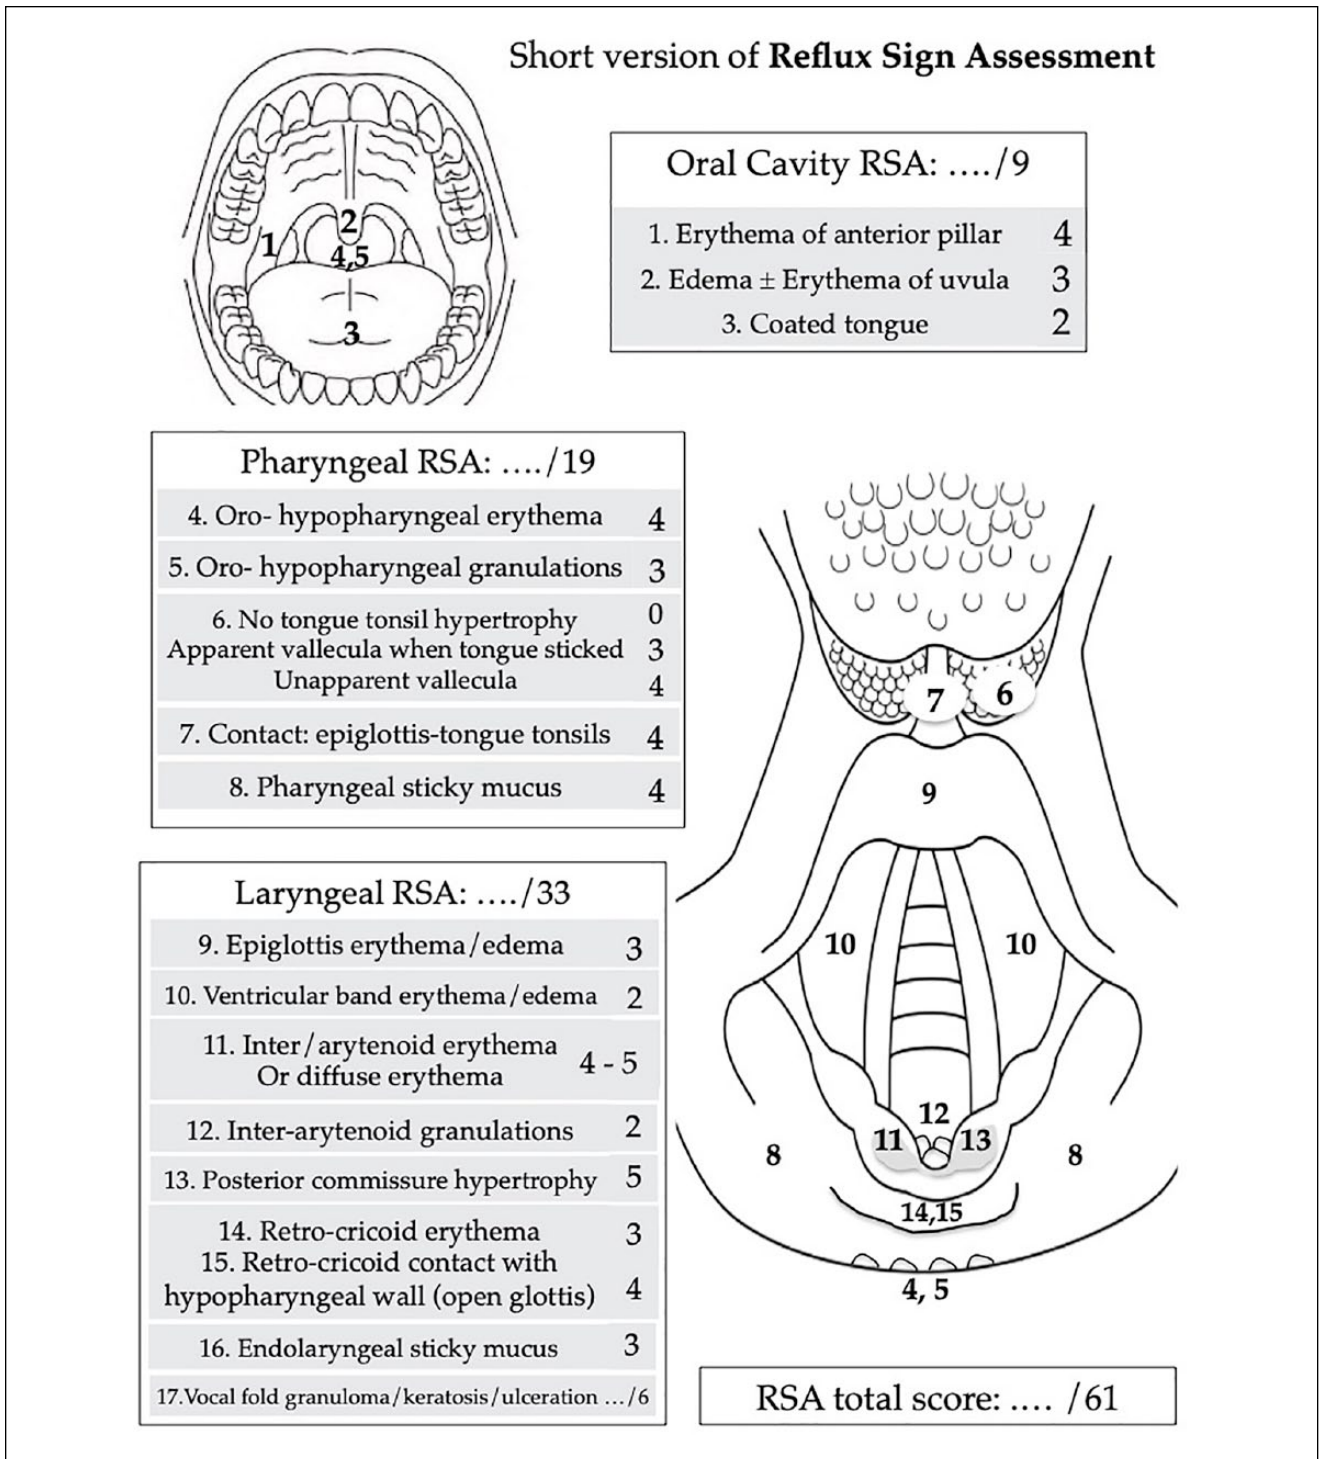 Short version of Reflux Sign Assessment
2
1
4,5
3
Oral Cavity RSA: ..../9
1. Erythema of anterior pillar 4
2. Edema ± Erythema of uvula 3
3. Coated tongue 2
Pharyngeal RSA: ..../19
4. Oro- hypopharyngeal erythema 4
5. Oro- hypopharyngeal granulations 3
6. No tongue tonsil hypertrophy 0
Apparent vallecula when tongue sticked 3
Unapparent vallecula 4
7. Contact: epiglottis-tongue tonsils 4
8. Pharyngeal sticky mucus 4
Laryngeal RSA: ..../33
9. Epiglottis erythema/edema 3
10. Ventricular band erythema/edema 2
11. Inter/arytenoid erythema
Or diffuse erythema 4 - 5
12. Inter-arytenoid granulations 2
13. Posterior commissure hypertrophy 5
14. Retro-cricoid erythema 3
15. Retro-cricoid contact with
hypopharyngeal wall (open glottis) 4
16. Endolaryngeal sticky mucus 3
17.Vocal fold granuloma/keratosis/ulceration .../6
7 6
9
10 10
12
11 13
8 8
14,15
4, 5
RSA total score: .... /61